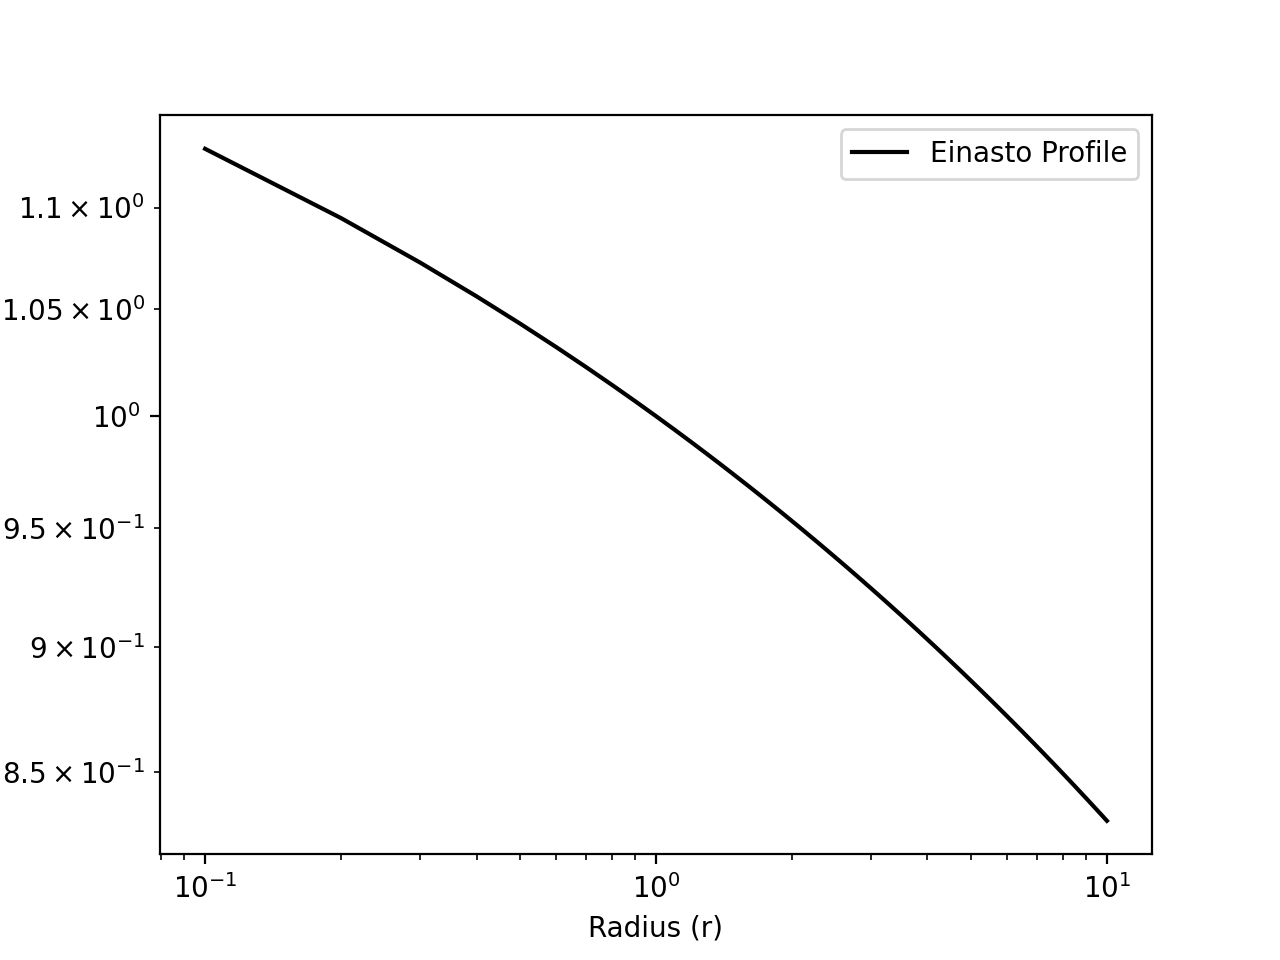 Einasto Profile
1.1 × 10⁰
1.05 × 10⁰
10⁰
9.5 × 10⁻¹
9 × 10⁻¹
8.5 × 10⁻¹
10⁻¹ 10⁰ 10¹
Radius (r)